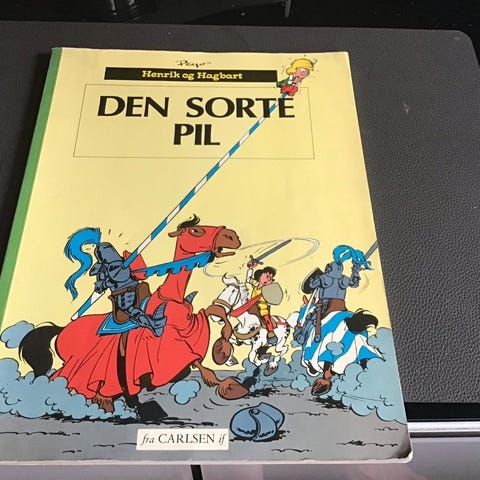 Peyo
Henrik og Hagbart
DEN SORTE
PIL
fra CARLSEN if